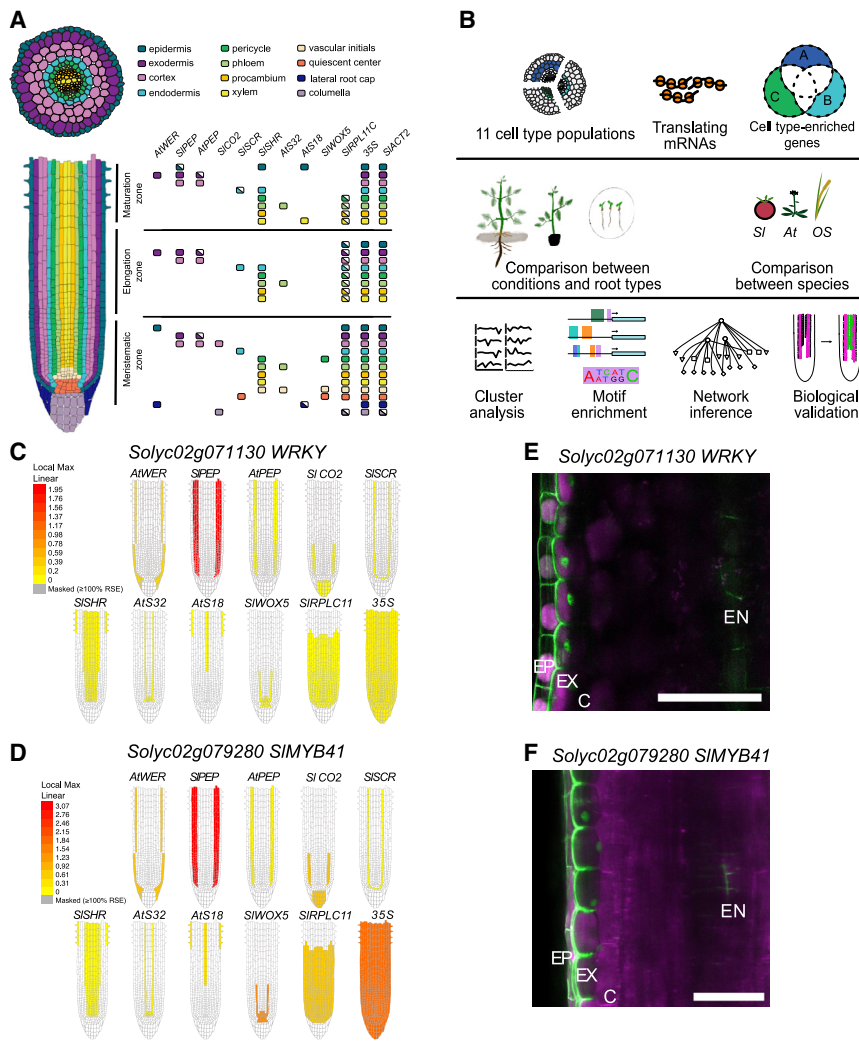 A
epidermis
exodermis
cortex
endodermis
pericycle
phloem
procambium
xylem
vascular initials
quiescent center
lateral root cap
columella
AtWER
SlPEP
AtPEP
SlCO2
SlSCR
SlSHR
AtS32
AtS18
SlWOX5
SlRPL11C
35S
SlACT2
Maturation
zone
Elongation
zone
Meristematic
zone
B
11 cell type populations
Translating
mRNAs
A
C
B
Cell type-enriched
genes
Comparison between
conditions and root types
Sl At OS
Comparison
between species
Cluster
analysis
ATCATC
AATGGC
Motif
enrichment
Network
inference
Biological
validation
C
Solyc02g071130 WRKY
Local Max
Linear
1.95
1.76
1.56
1.37
1.17
0.98
0.78
0.59
0.39
0.2
0
Masked (≥100% RSE)
AtWER SlPEP AtPEP Sl CO2 SlSCR
SlSHR AtS32 AtS18 SlWOX5 SlRPLC11 35S
D
Solyc02g079280 SlMYB41
Local Max
Linear
3.07
2.76
2.46
2.15
1.84
1.54
1.23
0.92
0.61
0.31
0
Masked (≥100% RSE)
AtWER SlPEP AtPEP Sl CO2 SlSCR
SlSHR AtS32 AtS18 SlWOX5 SlRPLC11 35S
E
Solyc02g071130 WRKY
EN
EP
EX
C
F
Solyc02g079280 SlMYB41
EN
EP
EX
C